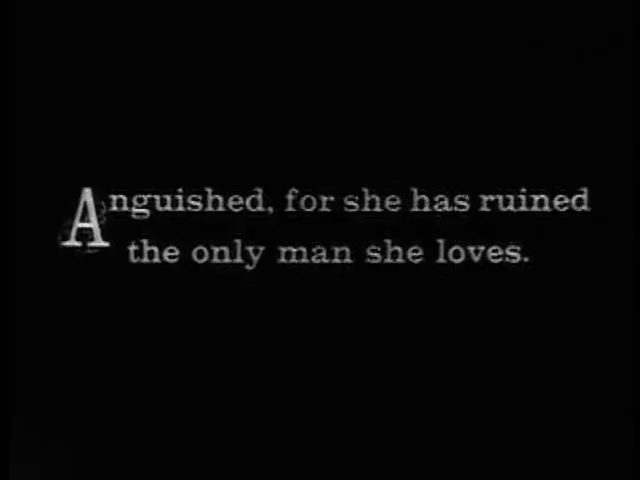 Anguished, for she has ruined
the only man she loves.